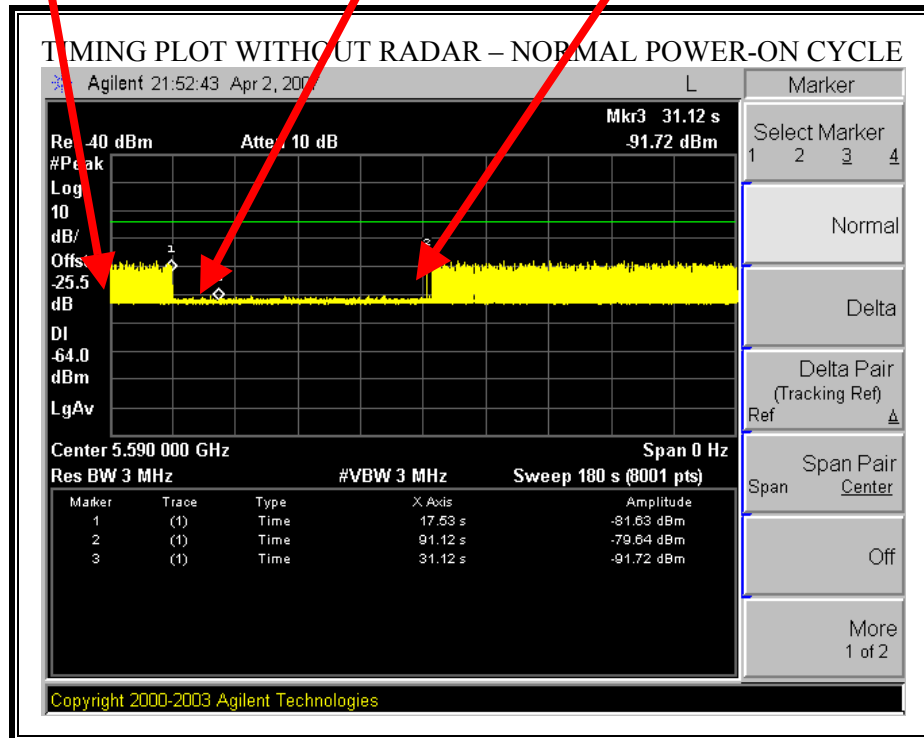 TIMING PLOT WITHOUT RADAR – NORMAL POWER-ON CYCLE
Agilent 21:52:43 Apr 2, L
Marker
Mkr3 31.12 s
Ref -40 dBm Atten 10 dB -91.72 dBm
#Peak
Log
10
dB/
Offst
-25.5
dB
DI
-64.0
dBm
LgAv
1
Center 5.590 000 GHz Span 0 Hz
Res BW 3 MHz #VBW 3 MHz Sweep 180 s (8001 pts)
Marker Trace Type X Axis Amplitude
1 (1) Time 17.53 s -81.63 dBm
2 (1) Time 91.12 s -79.64 dBm
3 (1) Time 31.12 s -91.72 dBm
Select Marker
1 2 3 4
Normal
Delta
Delta Pair
(Tracking Ref)
Ref Δ
Span Pair
Span Center
Off
More
1 of 2
Copyright 2000-2003 Agilent Technologies